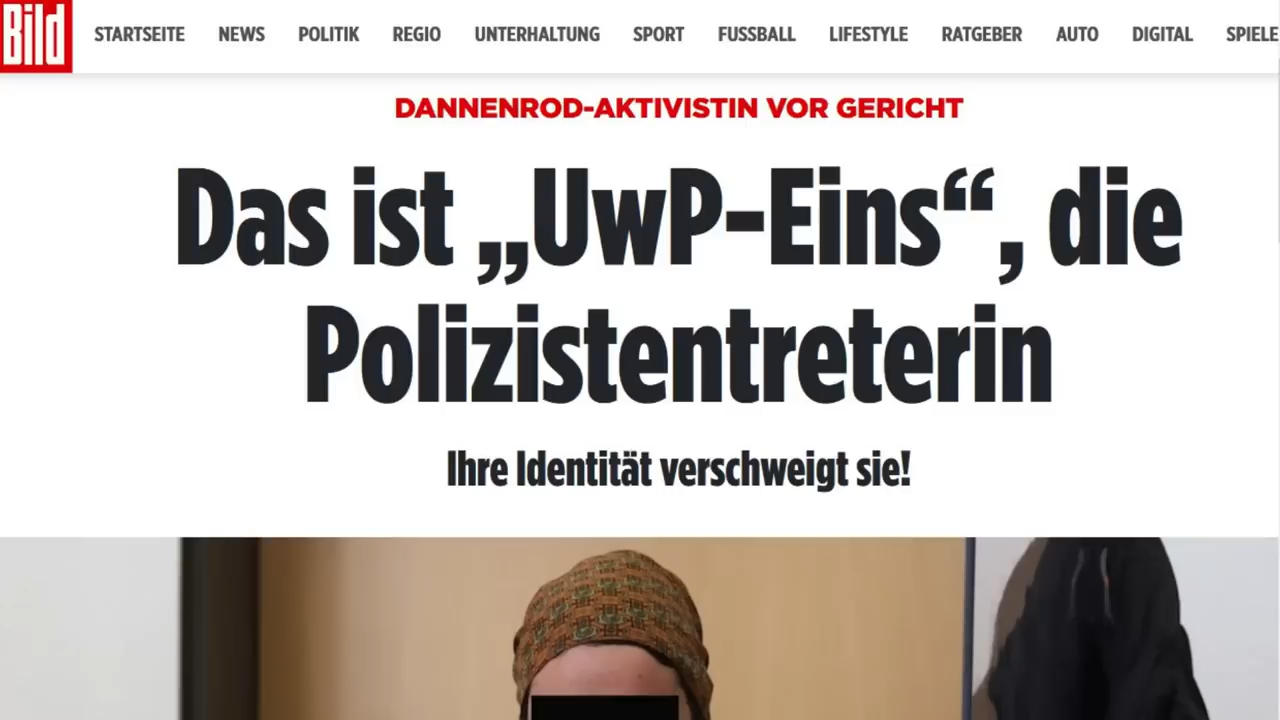 Bild STARTSEITE NEWS POLITIK REGIO UNTERHALTUNG SPORT FUSSBALL LIFESTYLE RATGEBER AUTO DIGITAL SPIELE
DANNENROD-AKTIVISTIN VOR GERICHT
Das ist „UwP-Eins“, die
Polizistentreterin
Ihre Identität verschweigt sie!